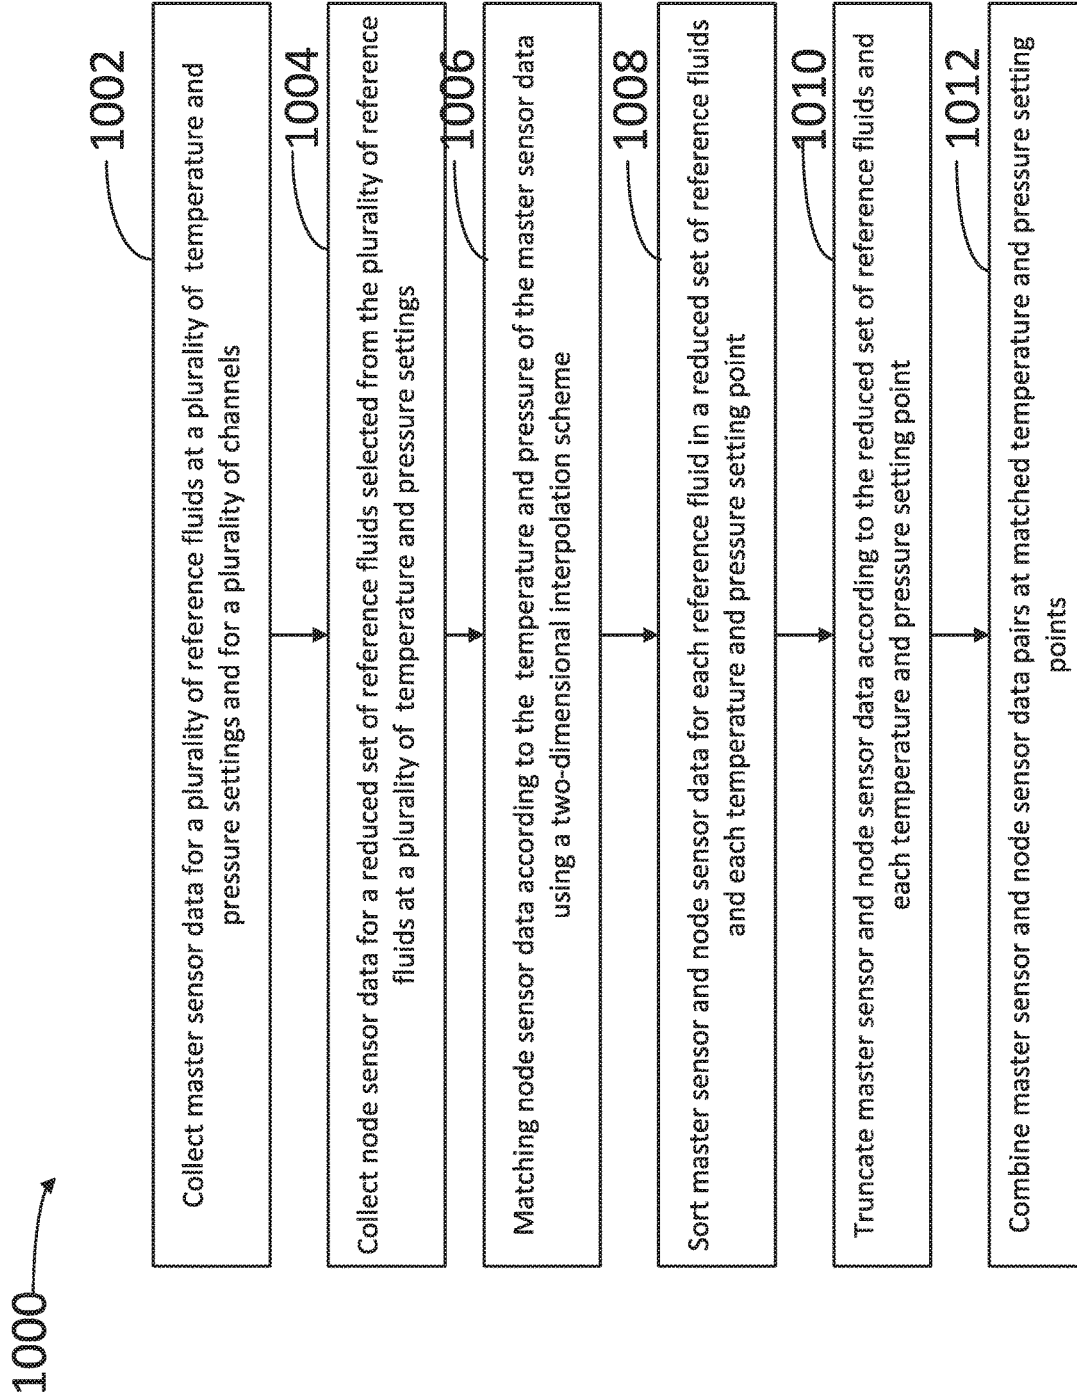 1000
1002
Collect master sensor data for a plurality of reference fluids at a plurality of temperature and
pressure settings and for a plurality of channels
1004
Collect node sensor data for a reduced set of reference fluids selected from the plurality of reference
fluids at a plurality of temperature and pressure settings
1006
Matching node sensor data according to the temperature and pressure of the master sensor data
using a two-dimensional interpolation scheme
1008
Sort master sensor and node sensor data for each reference fluid in a reduced set of reference fluids
and each temperature and pressure setting point
1010
Truncate master sensor and node sensor data according to the reduced set of reference fluids and
each temperature and pressure setting point
1012
Combine master sensor and node sensor data pairs at matched temperature and pressure setting
points